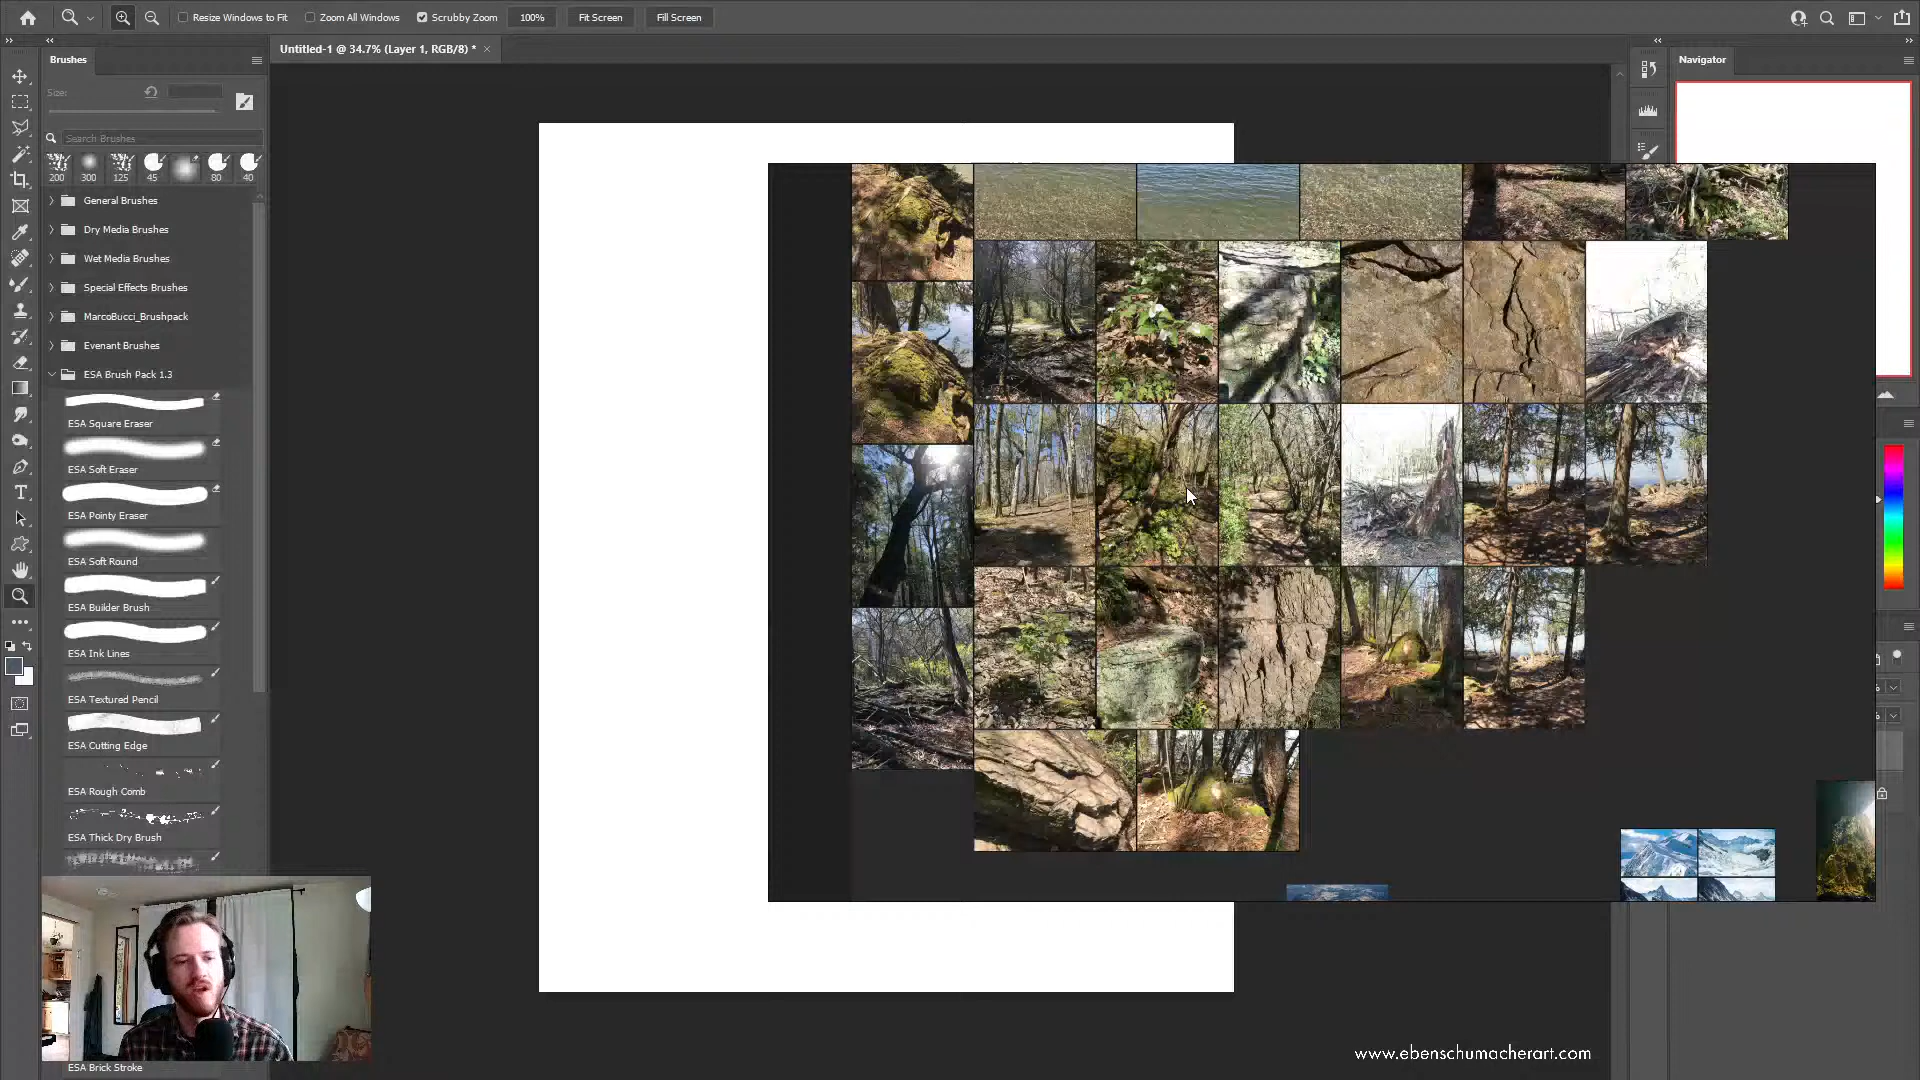 Resize Windows to Fit
Zoom All Windows
Scrubby Zoom
100%
Fit Screen
Fill Screen
Untitled-1 @ 34.7% (Layer 1, RGB/8) *
Brushes
Navigator
Size:
Search Brushes
200 300 125 45 80 40
General Brushes
Dry Media Brushes
Wet Media Brushes
Special Effects Brushes
MarcoBucci_Brushpack
Evenant Brushes
ESA Brush Pack 1.3
ESA Square Eraser
ESA Soft Eraser
ESA Pointy Eraser
ESA Soft Round
ESA Builder Brush
ESA Ink Lines
ESA Textured Pencil
ESA Cutting Edge
ESA Rough Comb
ESA Thick Dry Brush
ESA Brick Stroke
www.ebenschumacherart.com